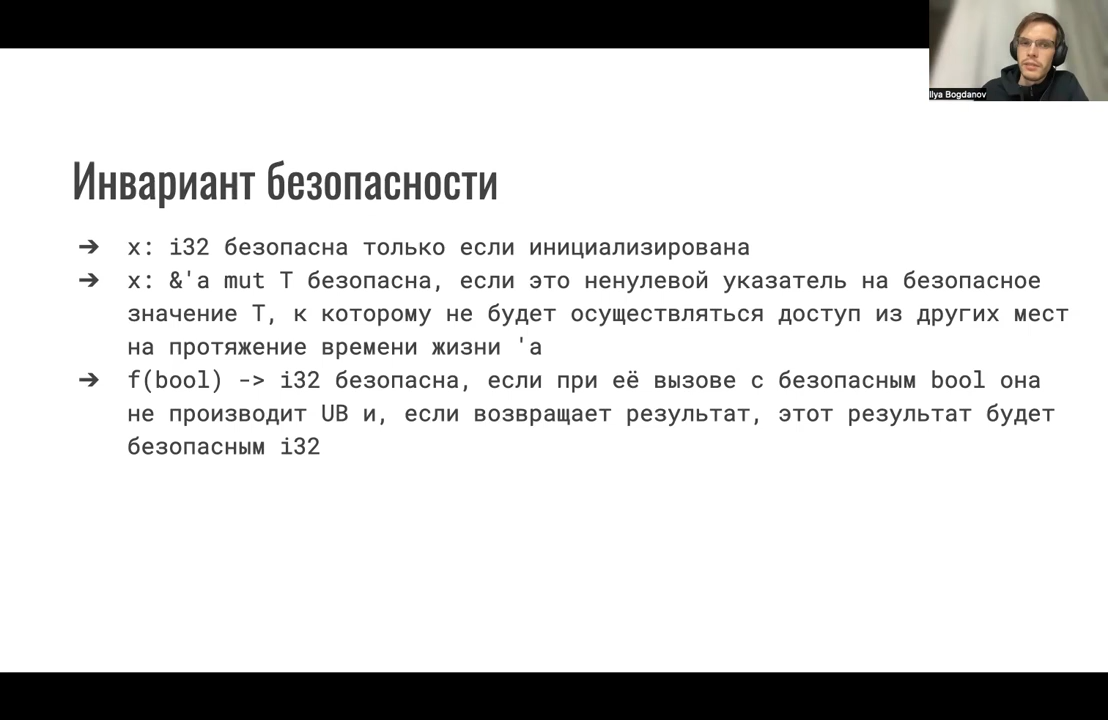 Ilya Bogdanov
Инвариант безопасности
➔ x: i32 безопасна только если инициализирована
➔ x: &'a mut T безопасна, если это ненулевой указатель на безопасное
значение T, к которому не будет осуществляться доступ из других мест
на протяжение времени жизни 'a
➔ f(bool) -> i32 безопасна, если при её вызове с безопасным bool она
не производит UB и, если возвращает результат, этот результат будет
безопасным i32